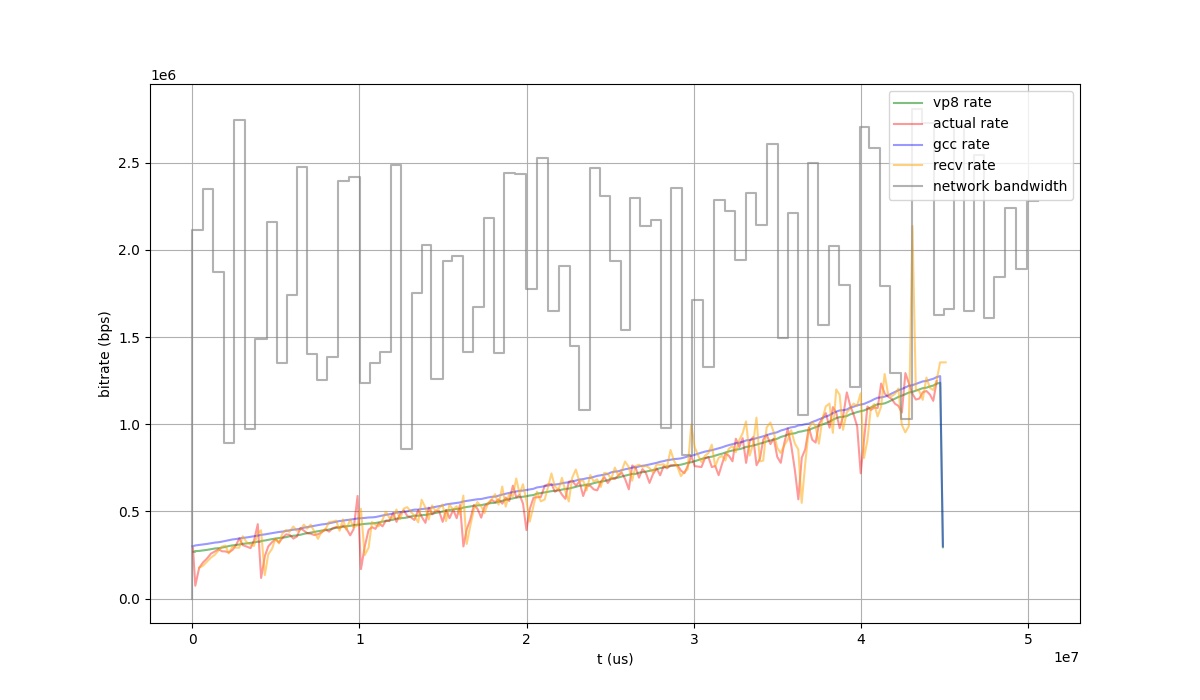 1e6
vp8 rate
actual rate
gcc rate
recv rate
network bandwidth
2.5
2.0
1.5
1.0
0.5
0.0
bitrate (bps)
0 1 2 3 4 5
t (us)
1e7